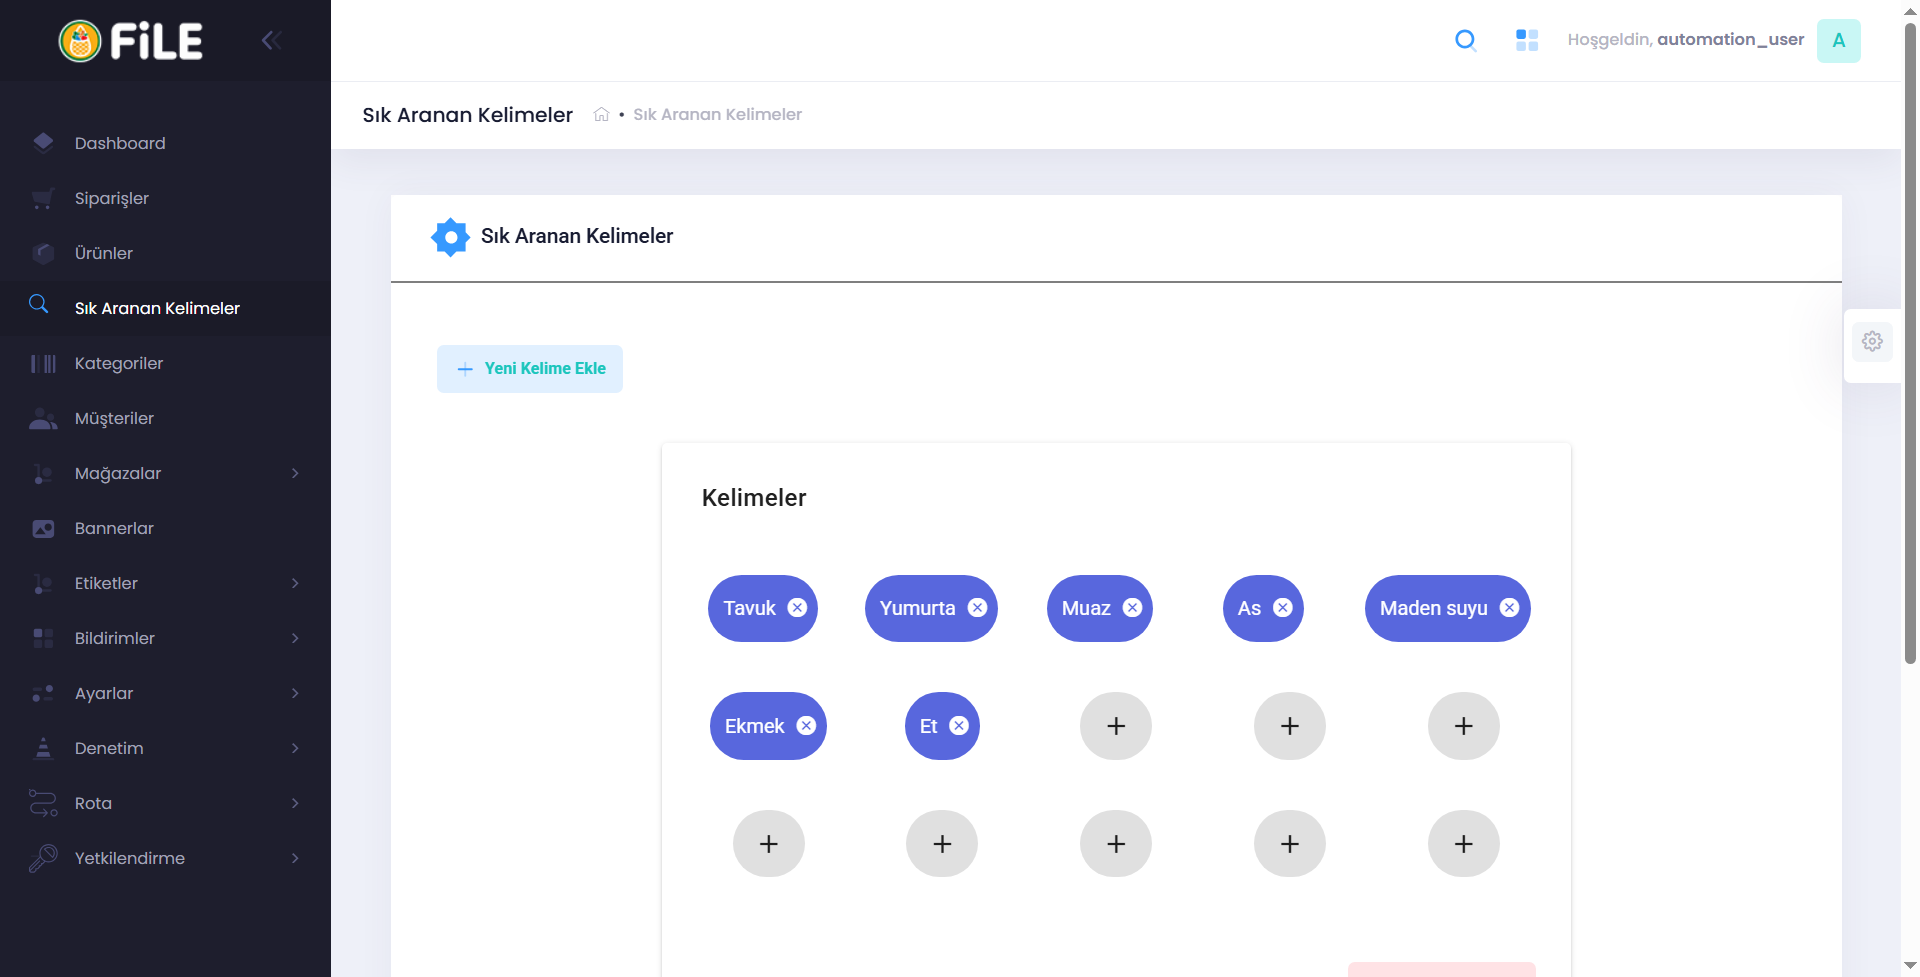 FiLE
Hoşgeldin, automation_user
A
Sık Aranan Kelimeler
Sık Aranan Kelimeler
Dashboard
Siparişler
Ürünler
Sık Aranan Kelimeler
Kategoriler
Müşteriler
Mağazalar
Bannerlar
Etiketler
Bildirimler
Ayarlar
Denetim
Rota
Yetkilendirme
Sık Aranan Kelimeler
Yeni Kelime Ekle
Kelimeler
Tavuk
Yumurta
Muaz
As
Maden suyu
Ekmek
Et